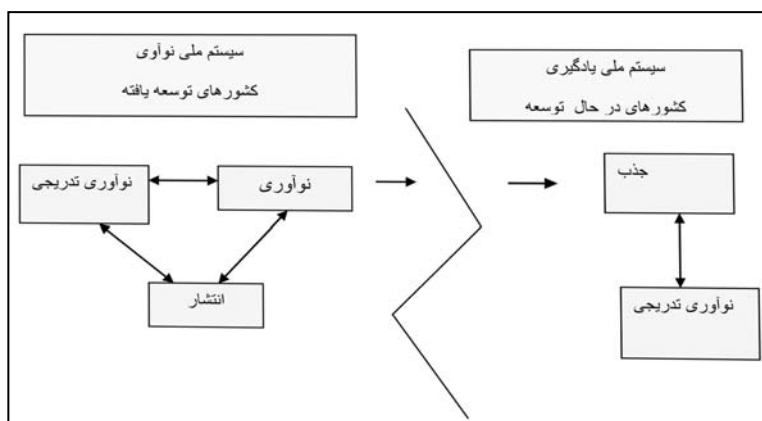 سیستم ملی نوآوی
کشورهای توسعه یافته
سیستم ملی یادگیری
کشورهای در حال توسعه
نوآوری
نوآوری تدریجی
انتشار
جذب
نوآوری تدریجی